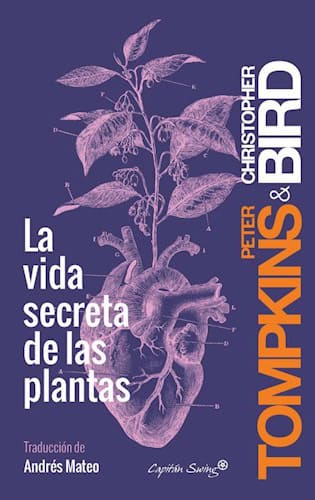 PETER
TOMPKINS
&
CHRISTOPHER
BIRD
La
vida
secreta
de las
plantas
Traducción de
Andrés Mateo
Capitán Swing